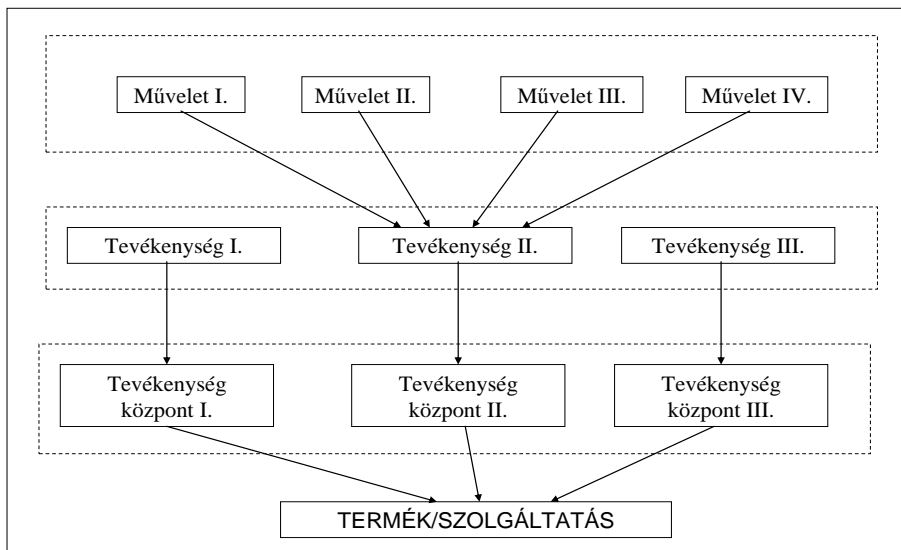 Művelet I.
Művelet II.
Művelet III.
Művelet IV.
Tevékenység I.
Tevékenység II.
Tevékenység III.
Tevékenység
központ I.
Tevékenység
központ II.
Tevékenység
központ III.
TERMÉK/SZOLGÁLTATÁS